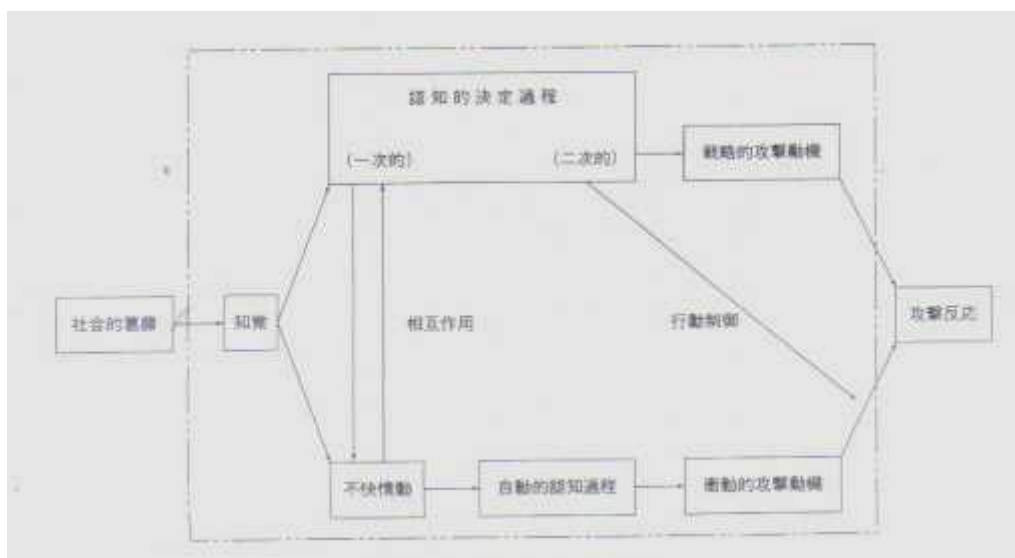 認知的決定過程
(一次的)
(二次的)
戦略的攻撃動機
社会的葛藤
知覚
相互作用
行動制御
攻撃反応
不快情動
自動的認知過程
衝動的攻撃動機